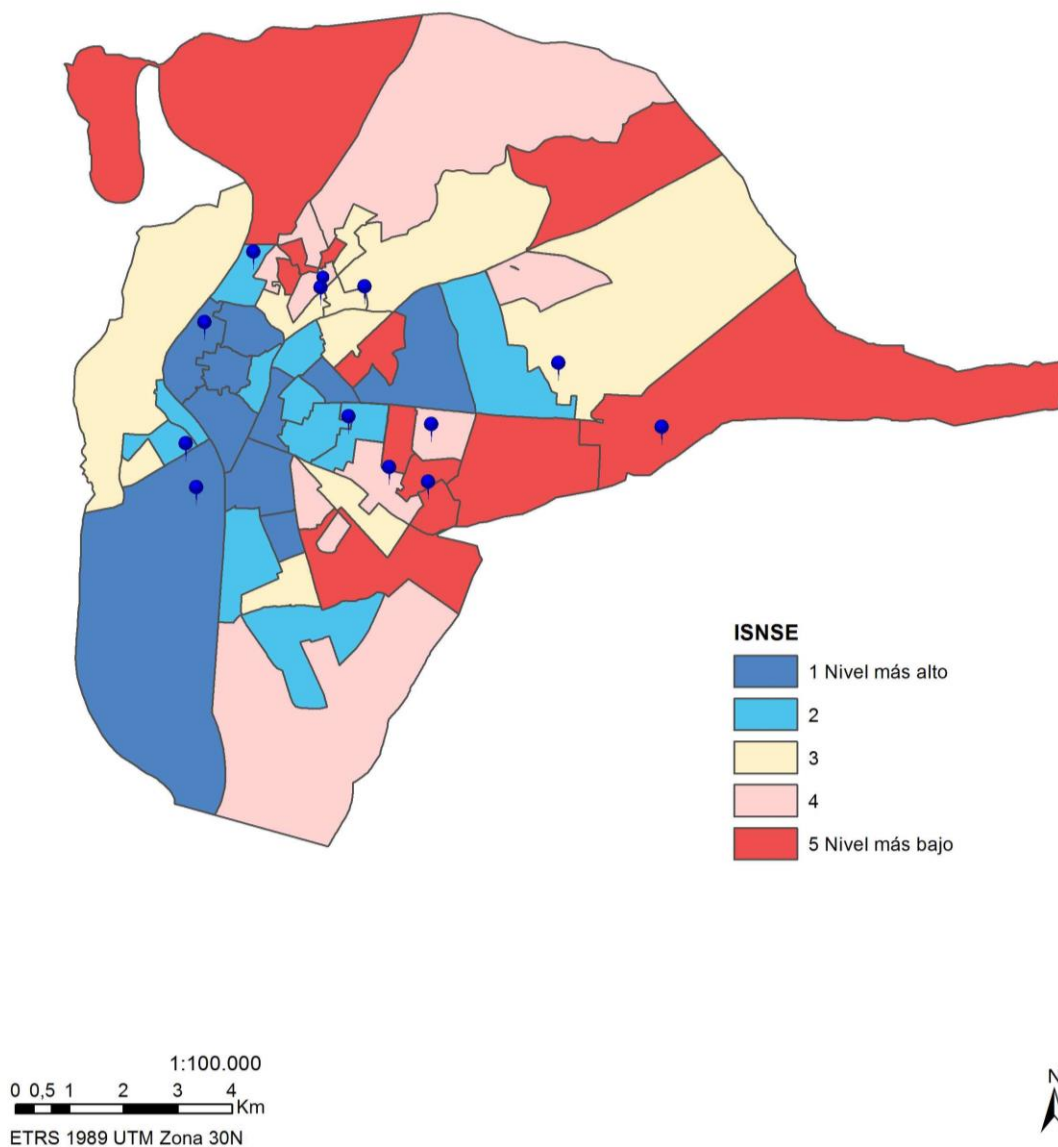 ISNSE
1 Nivel más alto
2
3
4
5 Nivel más bajo
1:100.000
0 0,5 1 2 3 4
Km
ETRS 1989 UTM Zona 30N
N